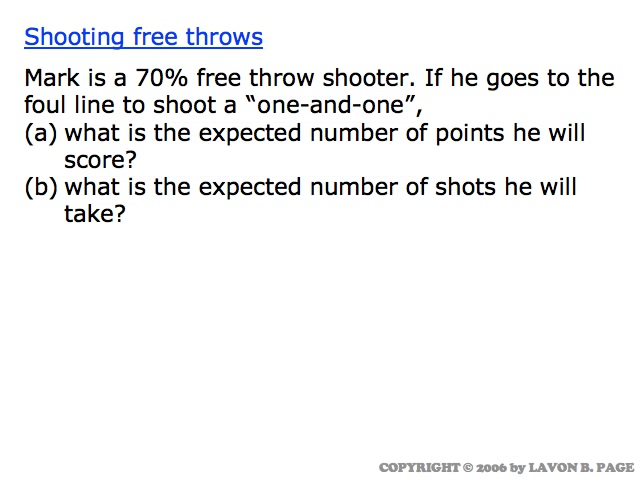 Shooting free throws
Mark is a 70% free throw shooter. If he goes to the
foul line to shoot a “one-and-one”,
(a) what is the expected number of points he will
score?
(b) what is the expected number of shots he will
take?
COPYRIGHT © 2006 by LAVON B. PAGE